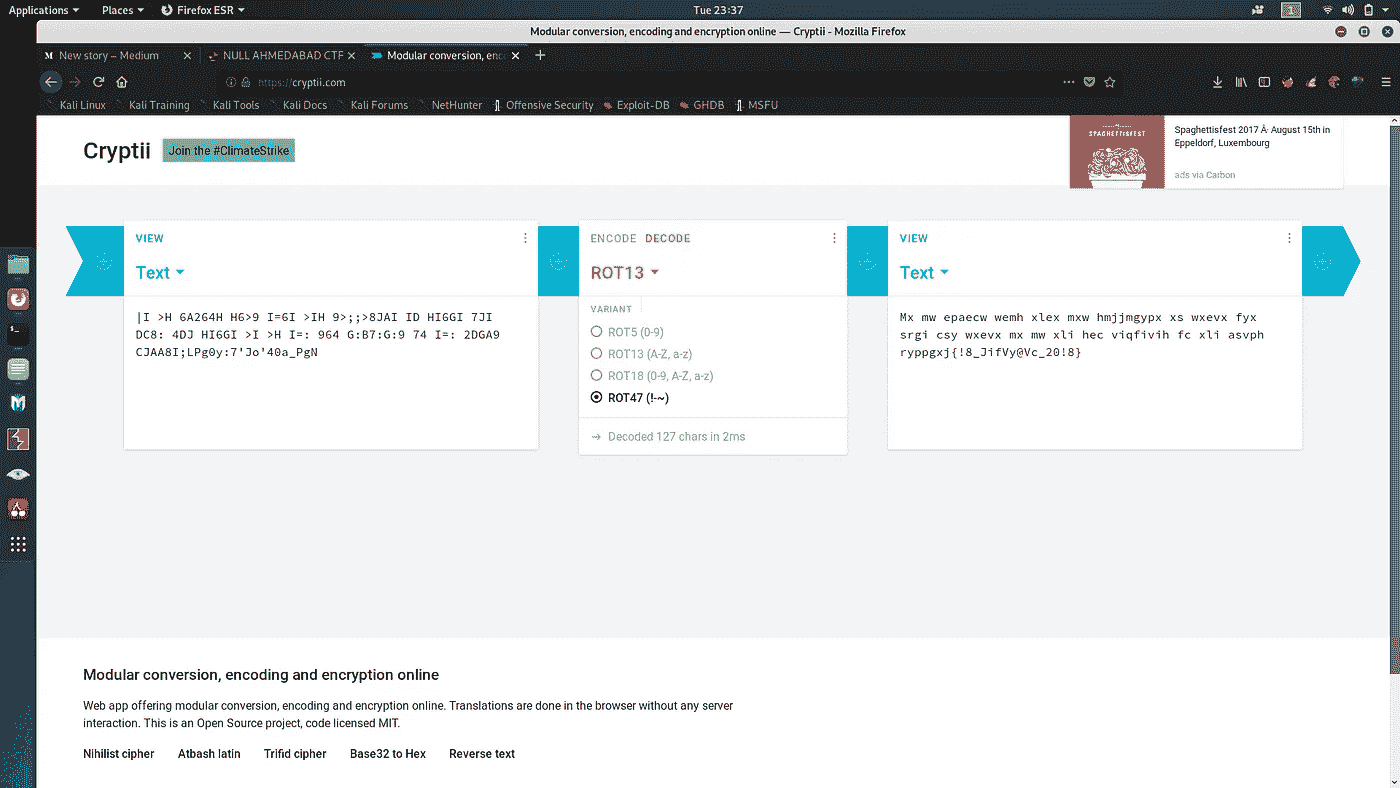 Applications Places Firefox ESR Tue 23:37 1
Modular conversion, encoding and encryption online — Cryptii - Mozilla Firefox
New story – Medium NULL AHMEDABAD CTF Modular conversion, enc
https://cryptii.com
Kali Linux Kali Training Kali Tools Kali Docs Kali Forums NetHunter Offensive Security Exploit-DB GHDB MSFU
Cryptii Join the #ClimateStrike
SPAGHETTISFEST
Spaghettisfest 2017 Â· August 15th in
Eppeldorf, Luxembourg
ads via Carbon
VIEW
Text
|I >H 6A264H H6>9 I=6I >IH 9>;;>8JAI ID HI6GI 7JI
DC8: 4DJ HI6GI >I >H I=: 964 G:B7:G:9 74 I=: 2DGA9
CJAA8I;LPg0y:7'Jo'40a_PgN
ENCODE DECODE
ROT13
VARIANT
ROT5 (0-9)
ROT13 (A-Z, a-z)
ROT18 (0-9, A-Z, a-z)
ROT47 (!-~)
→ Decoded 127 chars in 2ms
VIEW
Text
Mx mw epaecw wemh xlex mxw hmjjmgypx xs wxevx fyx
srgi csy wxevx mx mw xli hec viqfivih fc xli asvph
ryppgxj{!8_JifVy@Vc_20!8}
Modular conversion, encoding and encryption online
Web app offering modular conversion, encoding and encryption online. Translations are done in the browser without any server
interaction. This is an Open Source project, code licensed MIT.
Nihilist cipher Atbash latin Trifid cipher Base32 to Hex Reverse text